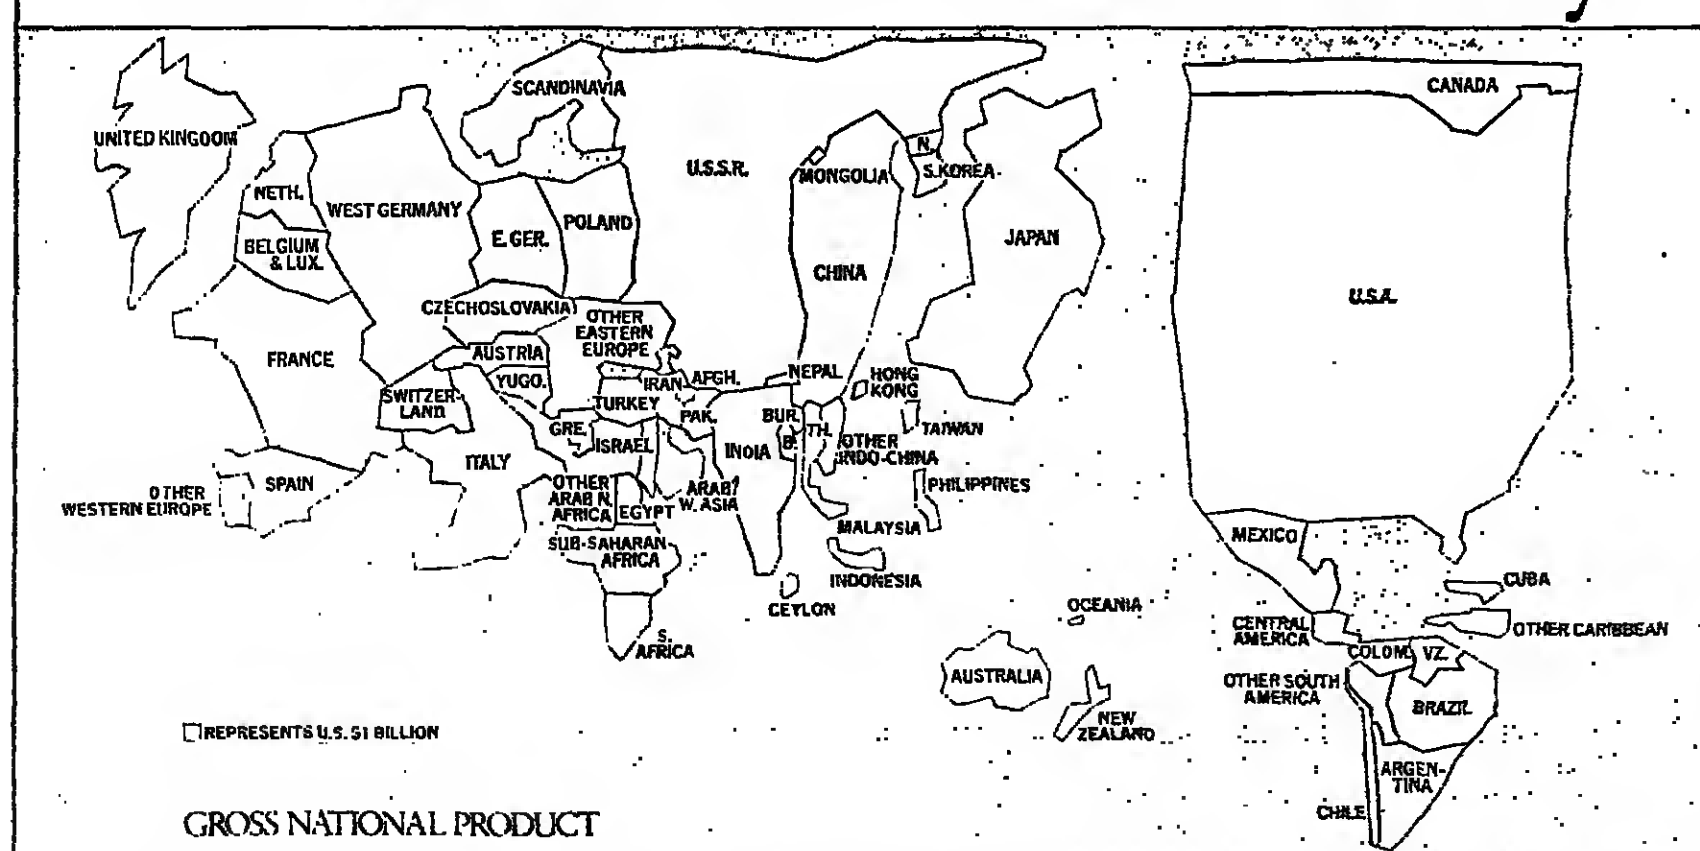 SCANDINAVIA
CANADA
UNITED KINGDOM
N.
U.S.S.R.
MONGOLIA
S. KOREA
NETH.
WEST GERMANY
POLAND
E. GER.
JAPAN
BELGIUM
& LUX.
CHINA
U.S.A.
CZECHOSLOVAKIA
OTHER
EASTERN
EUROPE
FRANCE
AUSTRIA
YUGO.
IRAN
AFGH.
NEPAL
HONG
KONG
SWITZER-
LAND
TURKEY
PAK.
BUR.
GRE.
ISRAEL
INDIA
B.
TH.
TAIWAN
OTHER
INDO-CHINA
ITALY
SPAIN
OTHER
WESTERN EUROPE
OTHER
ARAB N.
AFRICA
EGYPT
ARAB
W. ASIA
PHILIPPINES
MALAYSIA
MEXICO
SUB-SAHARAN
AFRICA
INDONESIA
CUBA
CEYLON
OCEANIA
CENTRAL
AMERICA
OTHER CARIBBEAN
S.
AFRICA
COLOM.
VZ.
AUSTRALIA
OTHER SOUTH
AMERICA
BRAZIL
NEW
ZEALAND
REPRESENTS U.S. $1 BILLION
ARGEN-
TINA
CHILE
GROSS NATIONAL PRODUCT